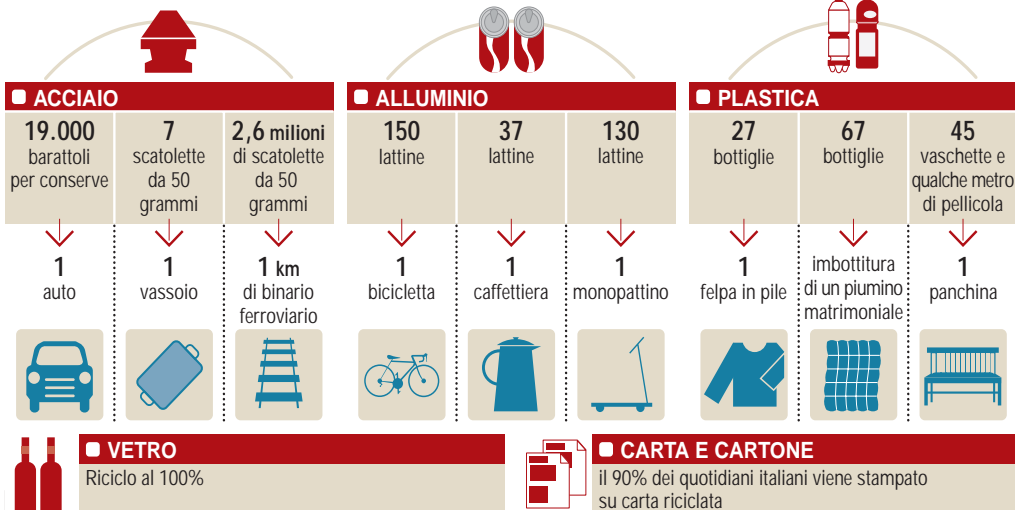 ACCIAIO
19.000
barattoli
per conserve
7
scatolette
da 50
grammi
2,6 milioni
di scatolette
da 50
grammi
1
auto
1
vassoio
1 km
di binario
ferroviario
ALLUMINIO
150
lattine
37
lattine
130
lattine
1
bicicletta
1
caffettiera
1
monopattino
PLASTICA
27
bottiglie
67
bottiglie
45
vaschette e
qualche metro
di pellicola
1
felpa in pile
imbottitura
di un piumino
matrimoniale
1
panchina
VETRO
Riciclo al 100%
CARTA E CARTONE
il 90% dei quotidiani italiani viene stampato
su carta riciclata